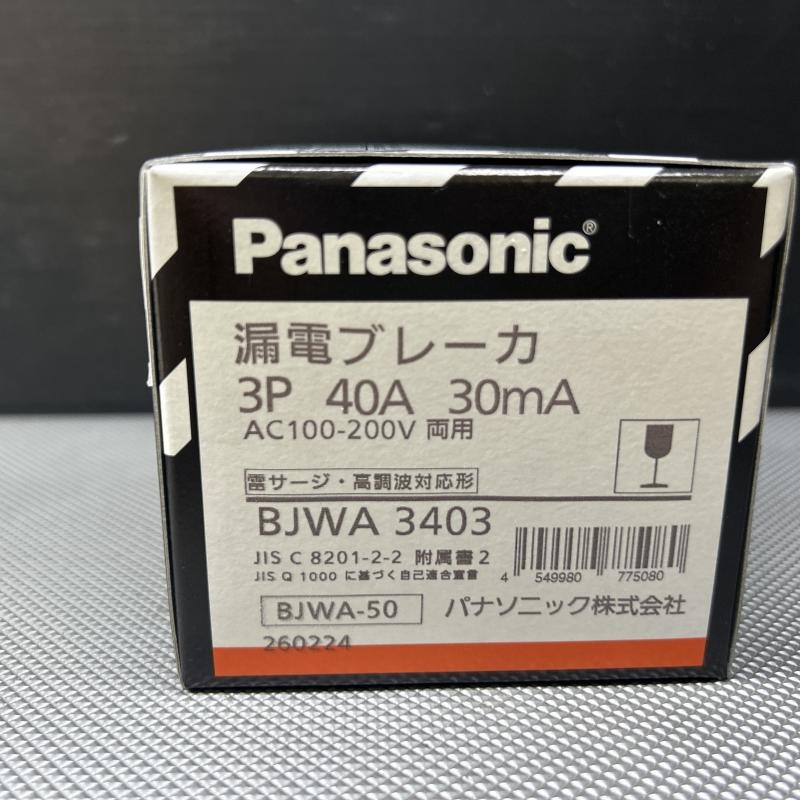 Panasonic®
漏電ブレーカ
3P 40A 30mA
AC100-200V 両用
雷サージ・高調波対応形
BJWA 3403
JIS C 8201-2-2 附属書2
JIS Q 1000 に基づく自己適合宣言
4 549980 775080
BJWA-50 パナソニック株式会社
260224